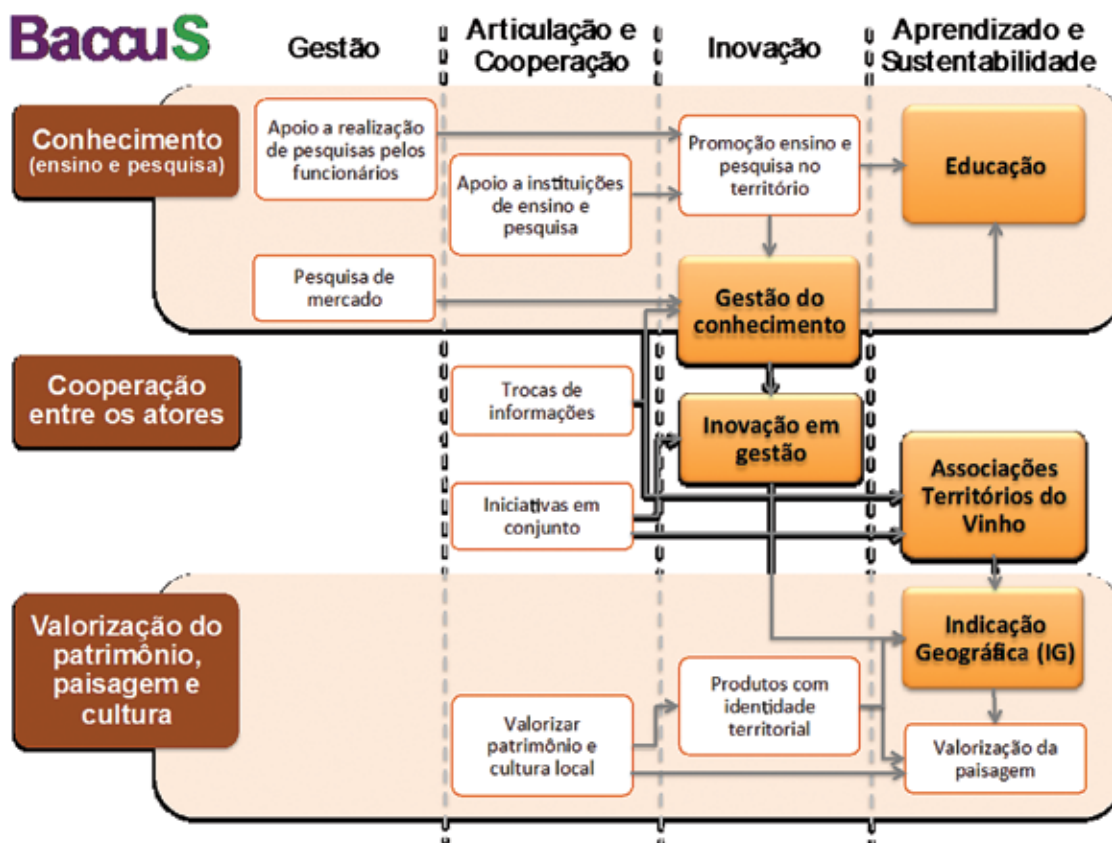 BaccuS
Gestão
Articulação e
Cooperação
Inovação
Aprendizado e
Sustentabilidade
Conhecimento
(ensino e pesquisa)
Apoio a realização
de pesquisas pelos
funcionários
Apoio a instituições
de ensino e
pesquisa
Promoção ensino e
pesquisa no
território
Educação
Pesquisa de
mercado
Gestão do
conhecimento
Cooperação
entre os atores
Trocas de
informações
Inovação em
gestão
Iniciativas em
conjunto
Associações
Territórios do
Vinho
Valorização do
patrimônio,
paisagem e
cultura
Indicação
Geográfica (IG)
Valorizar
patrimônio e
cultura local
Produtos com
identidade
territorial
Valorização da
paisagem